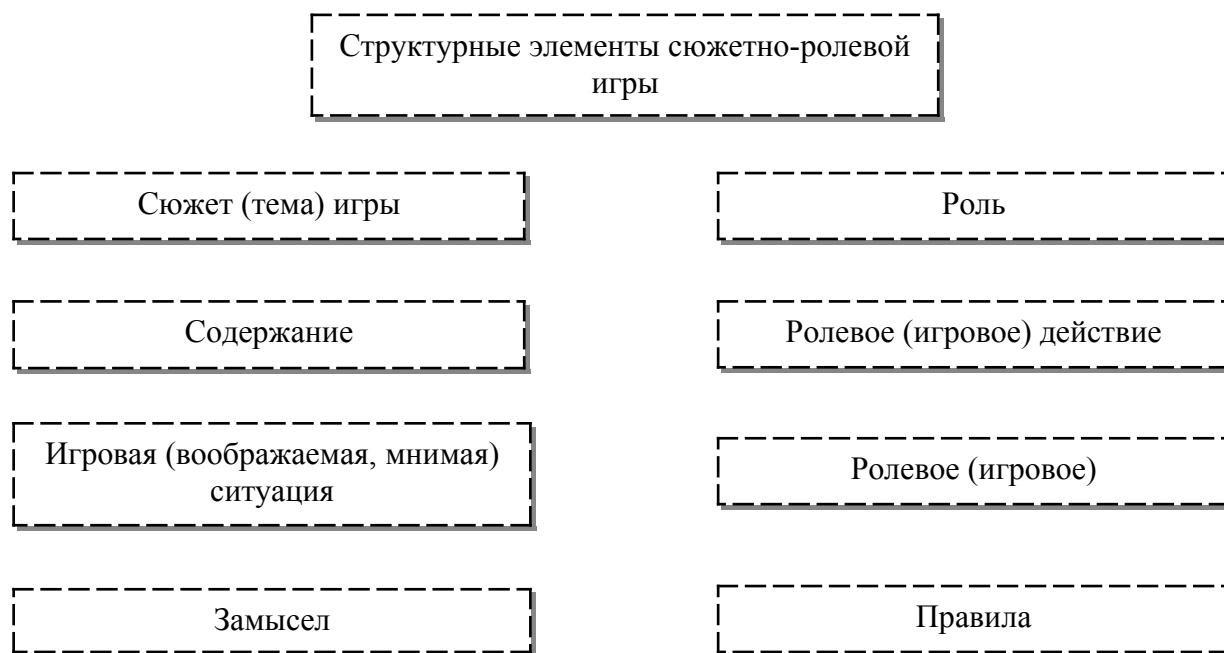 Структурные элементы сюжетно-ролевой
игры
Сюжет (тема) игры
Роль
Содержание
Ролевое (игровое) действие
Игровая (воображаемая, мнимая)
ситуация
Ролевое (игровое)
Замысел
Правила